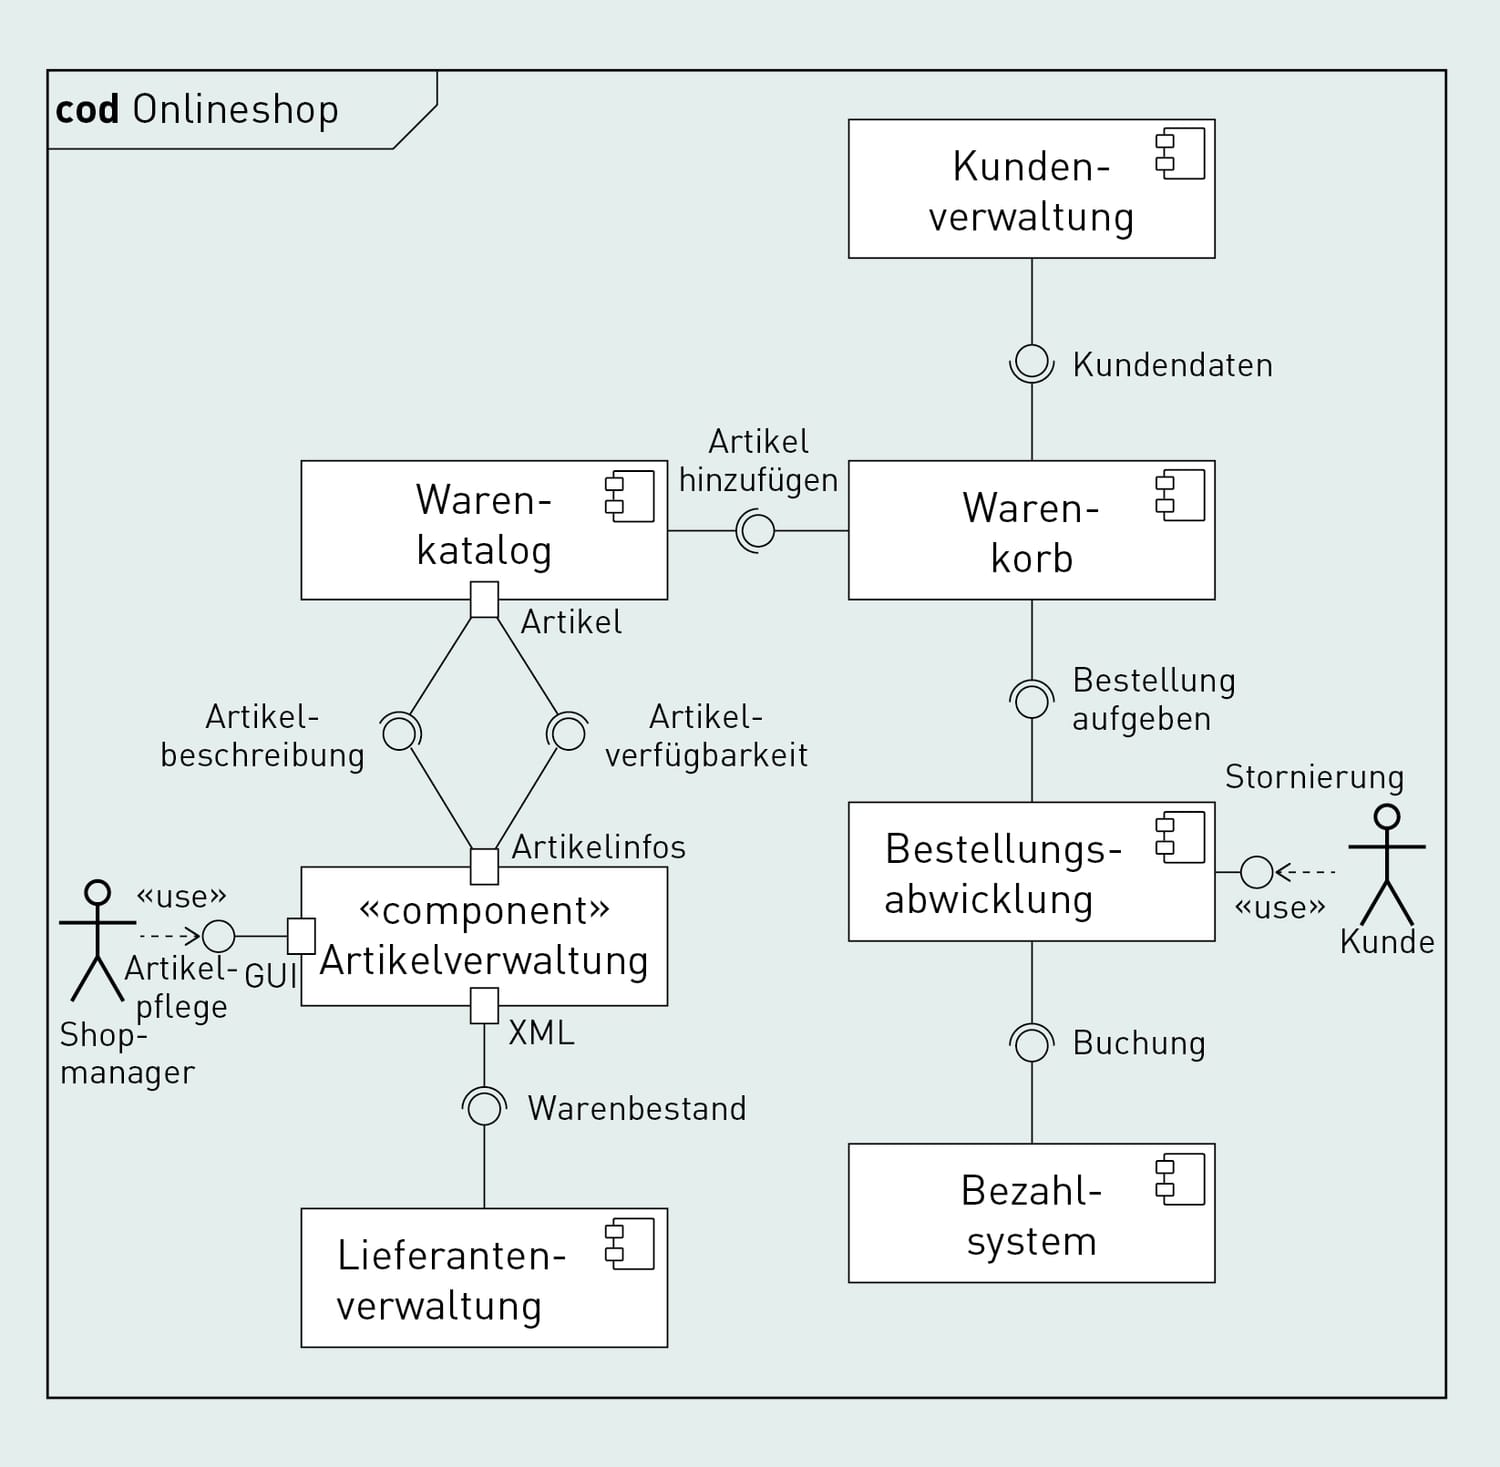 cod Onlineshop
Kunden-
verwaltung
Kundendaten
Artikel
hinzufügen
Waren-
katalog
Waren-
korb
Artikel
Artikel-
beschreibung
Artikel-
verfügbarkeit
Bestellung
aufgeben
Stornierung
Artikelinfos
Bestellungs-
abwicklung
«use»
Kunde
«use»
«component»
Artikelverwaltung
Artikel-
pflege
GUI
Shop-
manager
XML
Buchung
Warenbestand
Bezahl-
system
Lieferanten-
verwaltung